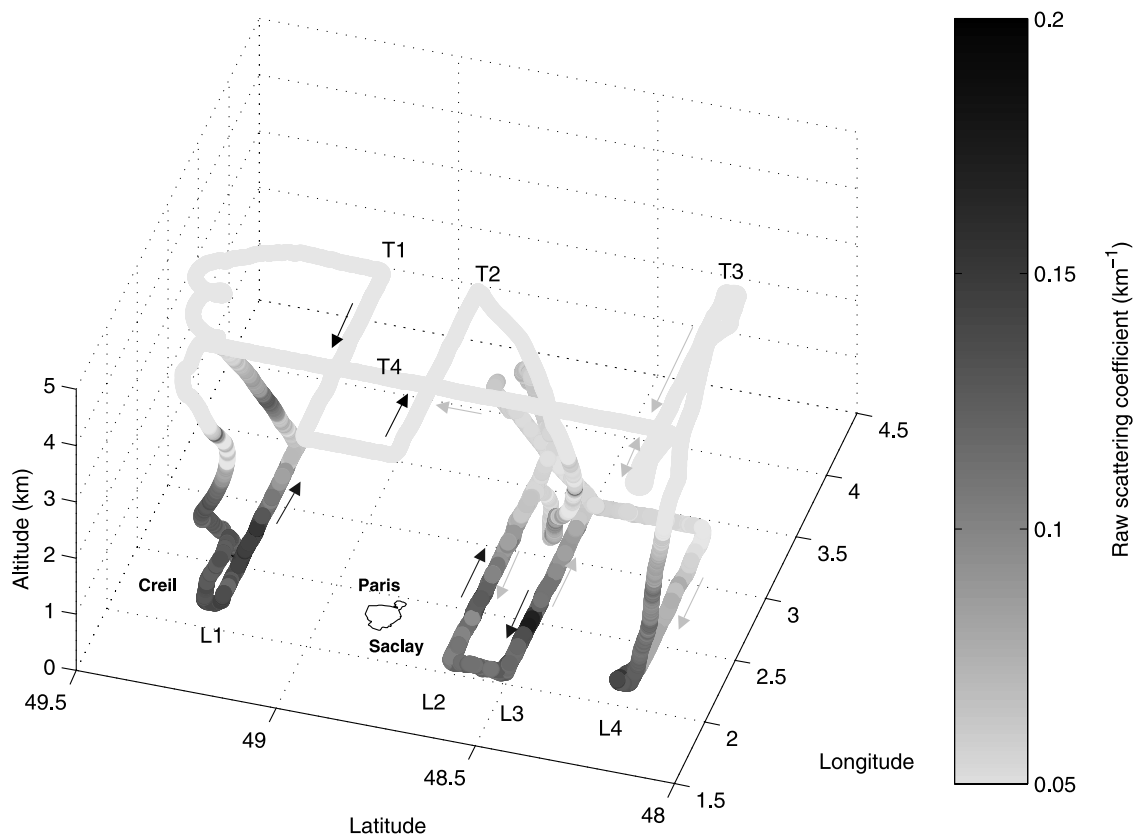 0.2
T1
T2
T3
0.15
Raw scattering coefficient (km⁻¹)
T4
5
4.5
4
4
3
3.5
Altitude (km)
0.1
2
Creil
Paris
3
1
L1
Saclay
2.5
0
L2
49.5
L3
L4
2
49
Longitude
48.5
1.5
0.05
48
Latitude